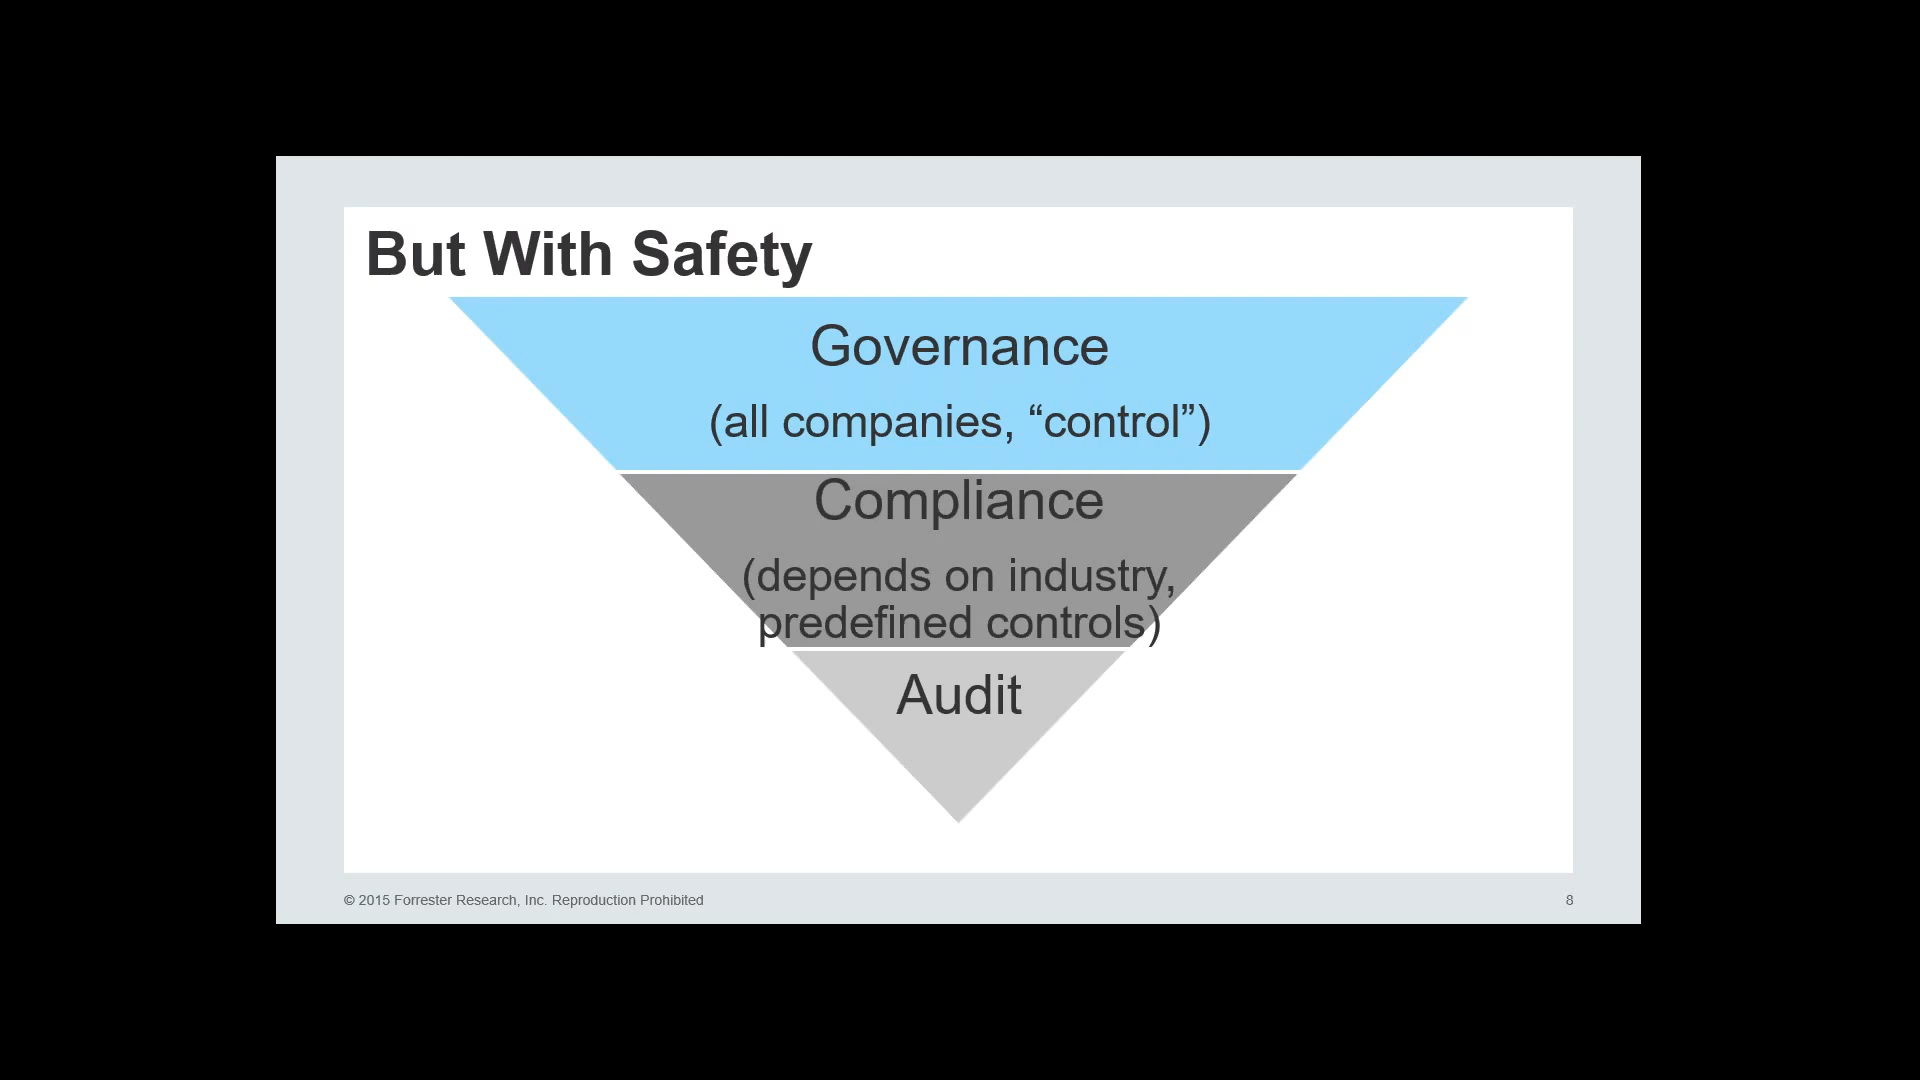 But With Safety
Governance
(all companies, “control”)
Compliance
(depends on industry,
predefined controls)
Audit
© 2015 Forrester Research, Inc. Reproduction Prohibited
8